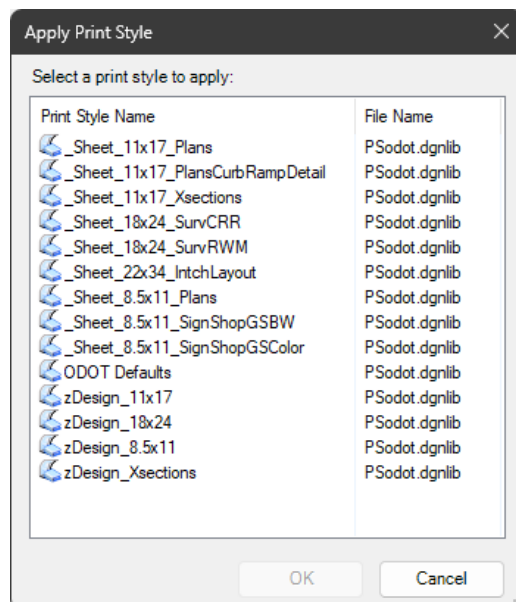 Apply Print Style
Select a print style to apply:
Print Style Name File Name
_Sheet_11x17_Plans PSodot.dgnlib
_Sheet_11x17_PlansCurbRampDetail PSodot.dgnlib
_Sheet_11x17_Xsections PSodot.dgnlib
_Sheet_18x24_SurvCRR PSodot.dgnlib
_Sheet_18x24_SurvRWM PSodot.dgnlib
_Sheet_22x34_IntchLayout PSodot.dgnlib
_Sheet_8.5x11_Plans PSodot.dgnlib
_Sheet_8.5x11_SignShopGSBW PSodot.dgnlib
_Sheet_8.5x11_SignShopGSColor PSodot.dgnlib
ODOT Defaults PSodot.dgnlib
zDesign_11x17 PSodot.dgnlib
zDesign_18x24 PSodot.dgnlib
zDesign_8.5x11 PSodot.dgnlib
zDesign_Xsections PSodot.dgnlib
OK Cancel